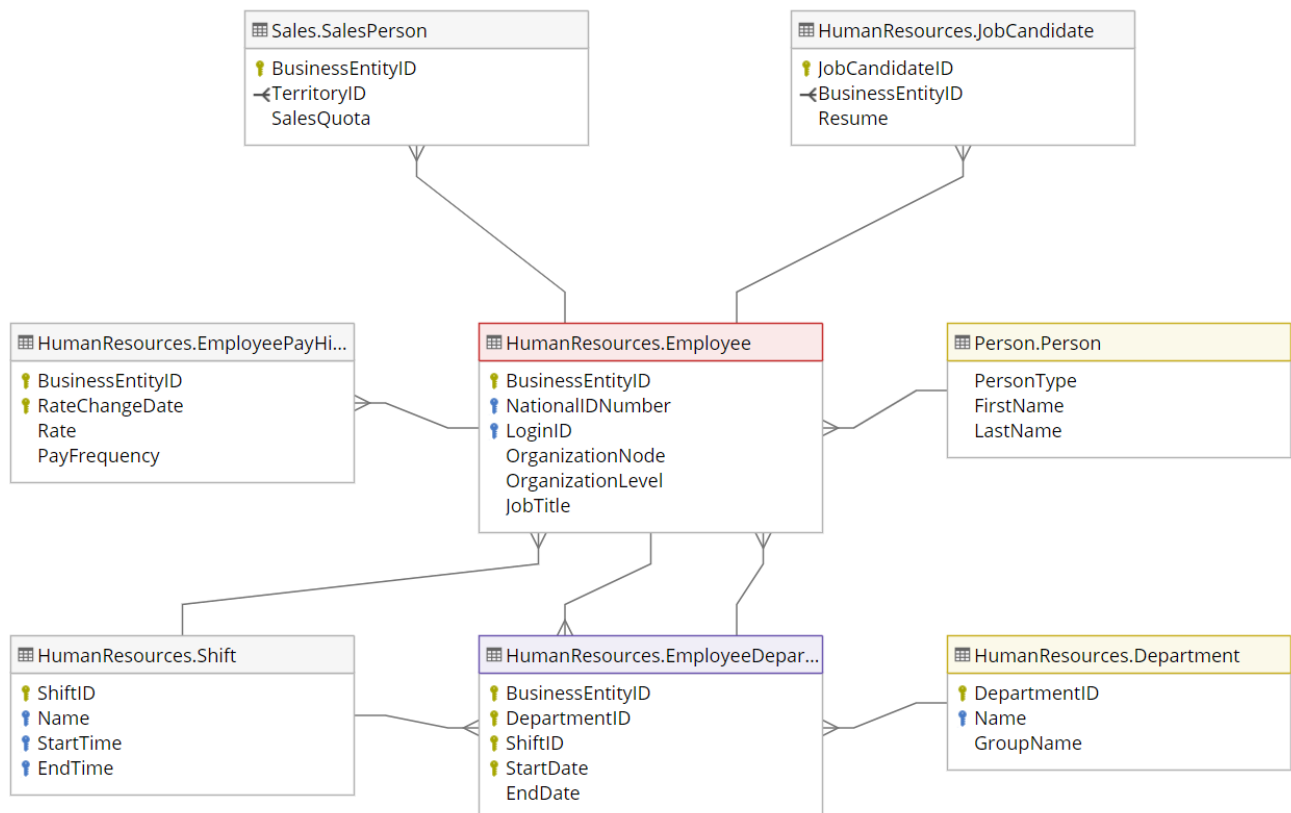 Sales.SalesPerson
BusinessEntityID
TerritoryID
SalesQuota
HumanResources.JobCandidate
JobCandidateID
BusinessEntityID
Resume
HumanResources.EmployeePayHi...
BusinessEntityID
RateChangeDate
Rate
PayFrequency
HumanResources.Employee
BusinessEntityID
NationalIDNumber
LoginID
OrganizationNode
OrganizationLevel
JobTitle
Person.Person
PersonType
FirstName
LastName
HumanResources.Shift
ShiftID
Name
StartTime
EndTime
HumanResources.EmployeeDepar...
BusinessEntityID
DepartmentID
ShiftID
StartDate
EndDate
HumanResources.Department
DepartmentID
Name
GroupName